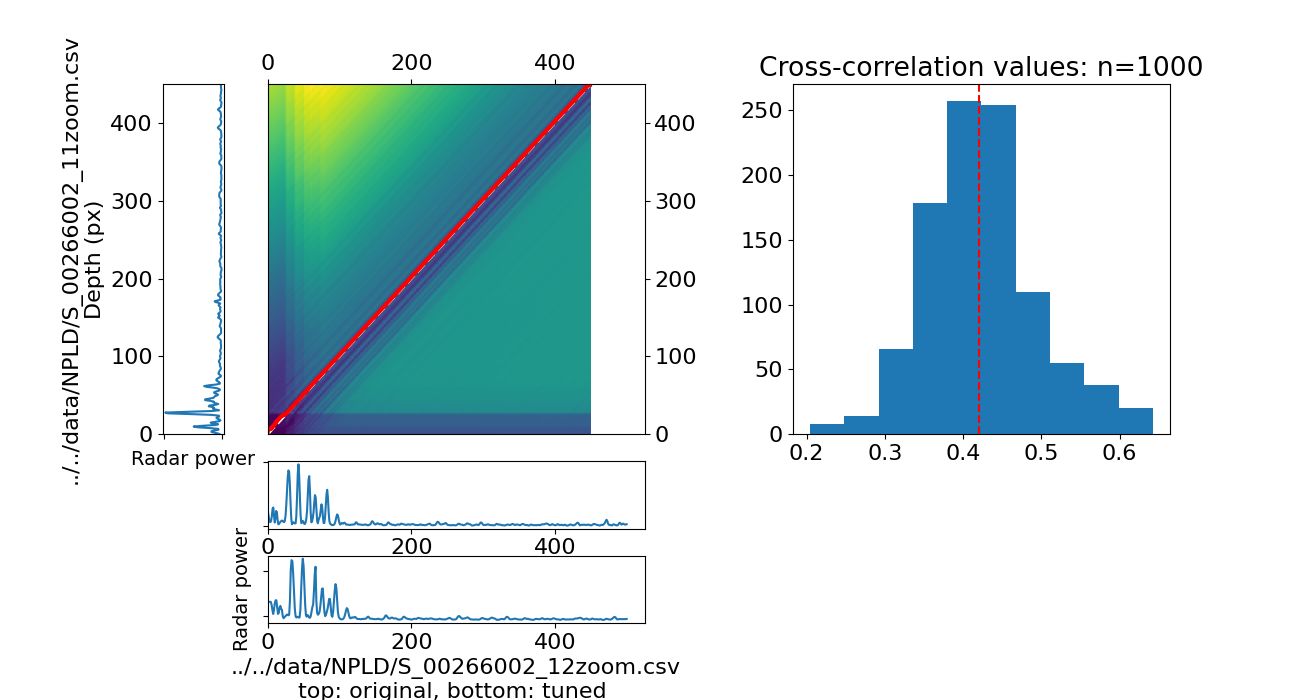 ../../data/NPLD/S_00266002_11zoom.csv
Depth (px)
0
100
200
300
400
Radar power
0 200 400
0
100
200
300
400
0 200 400
Radar power
0 200 400
../../data/NPLD/S_00266002_12zoom.csv
top: original, bottom: tuned
Cross-correlation values: n=1000
250
200
150
100
50
0
0.2 0.3 0.4 0.5 0.6